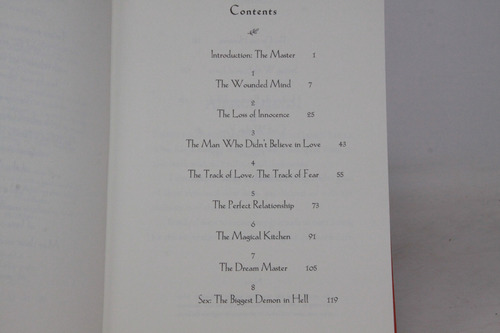 Contents
Introduction: The Master 1
1
The Wounded Mind 7
2
The Loss of Innocence 25
3
The Man Who Didn't Believe in Love 43
4
The Track of Love, The Track of Fear 55
5
The Perfect Relationship 73
6
The Magical Kitchen 91
7
The Dream Master 105
8
Sex: The Biggest Demon in Hell 119